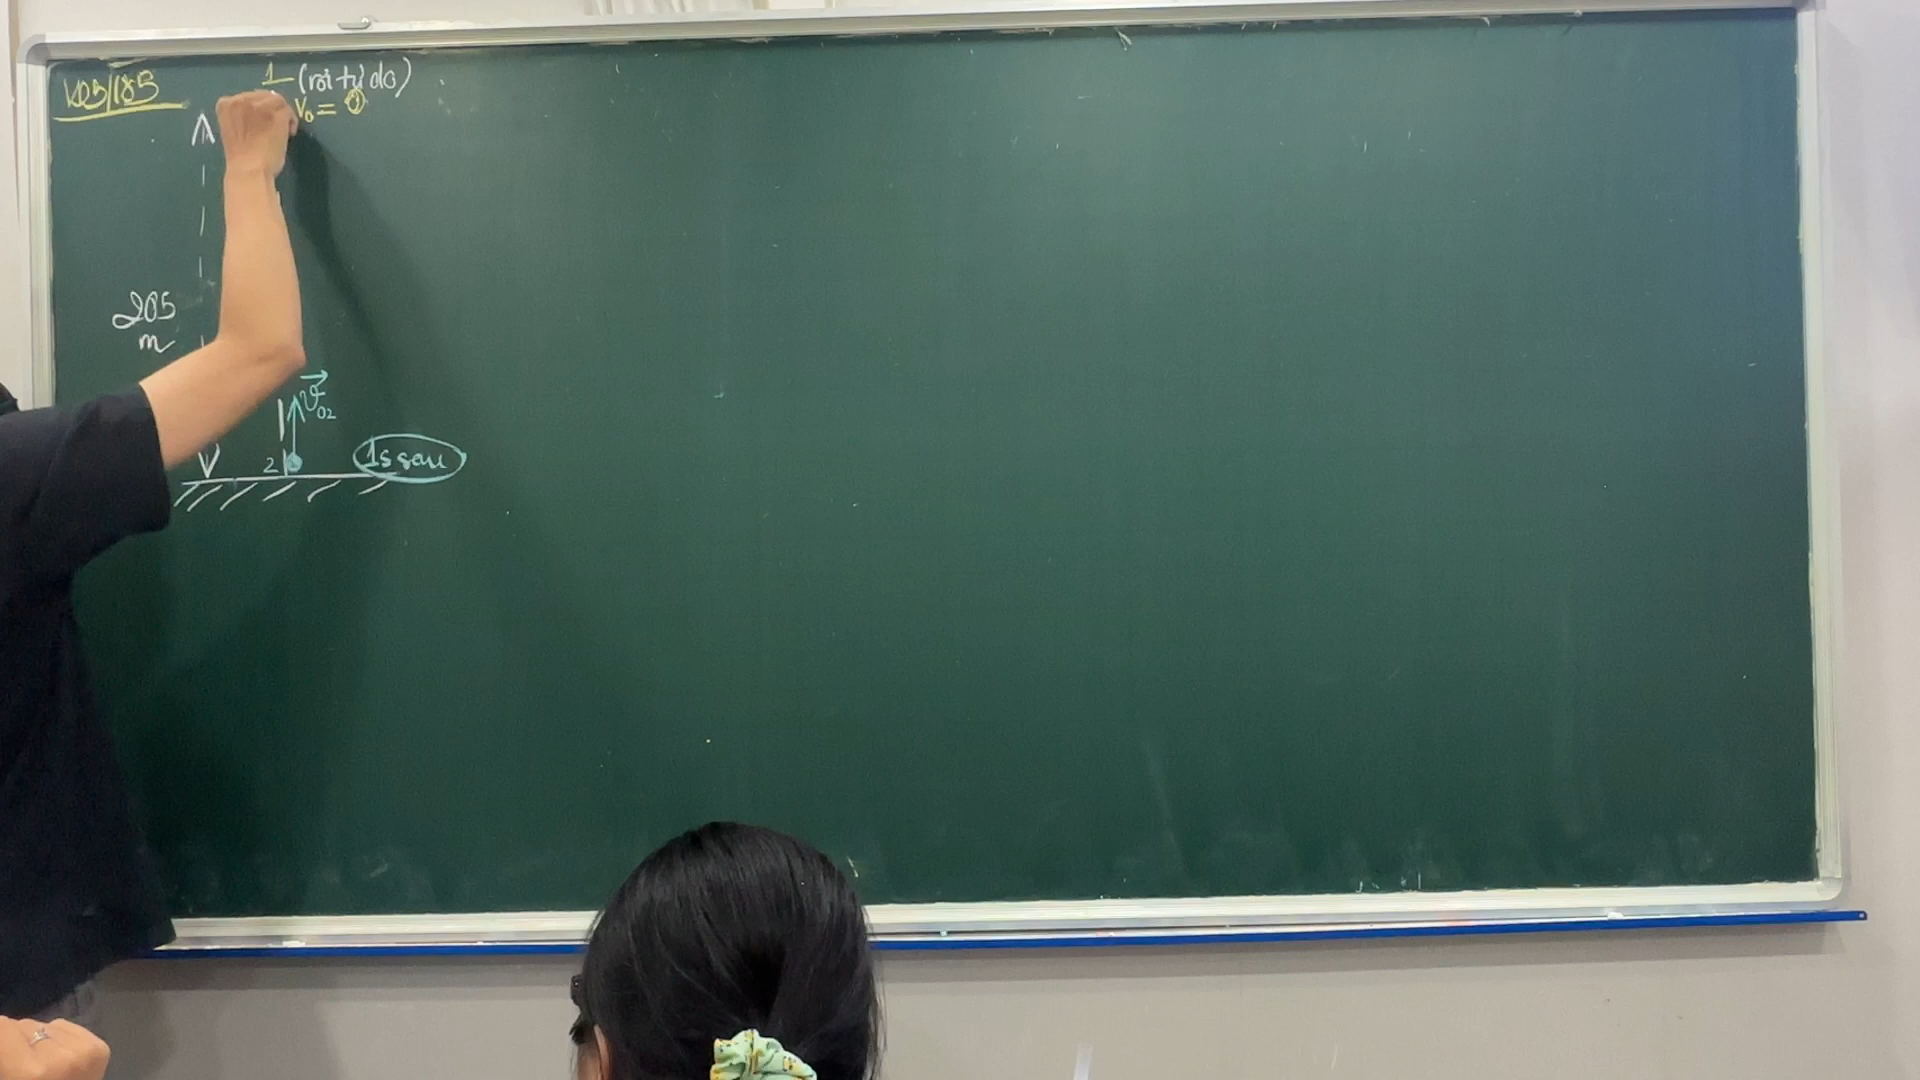 1 (rơi tự do)
V₀ = 0
205
m
v⃗₀₂
2
1s sau